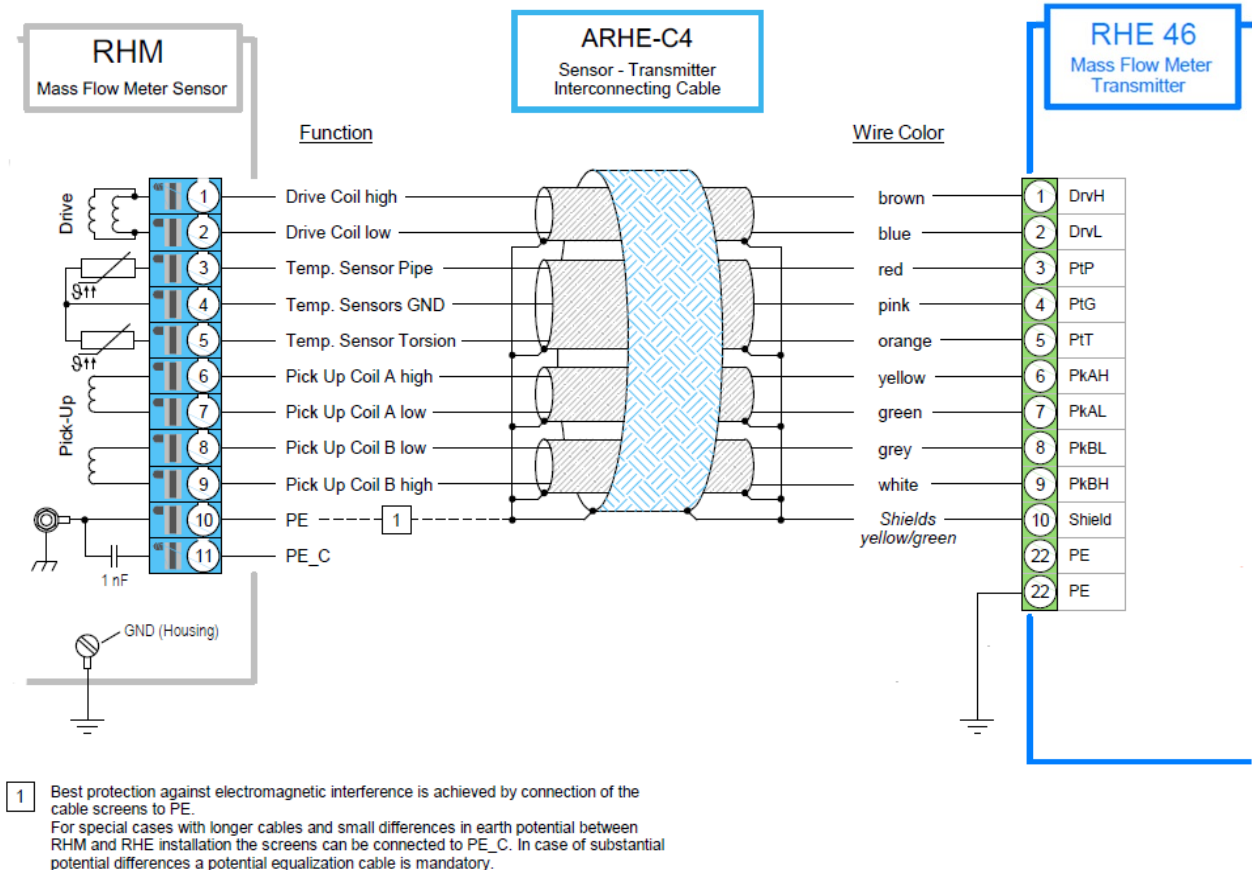 RHM
Mass Flow Meter Sensor
ARHE-C4
Sensor - Transmitter
Interconnecting Cable
RHE 46
Mass Flow Meter
Transmitter
Function
Wire Color
Drive
1 Drive Coil high brown 1 DrvH
2 Drive Coil low blue 2 DrvL
3 Temp. Sensor Pipe red 3 PtP
ϑ↑↑
4 Temp. Sensors GND pink 4 PtG
5 Temp. Sensor Torsion orange 5 PtT
ϑ↑↑
Pick-Up
6 Pick Up Coil A high yellow 6 PkAH
7 Pick Up Coil A low green 7 PkAL
8 Pick Up Coil B low grey 8 PkBL
9 Pick Up Coil B high white 9 PkBH
10 PE 1 Shields 10 Shield
yellow/green
11 PE_C 22 PE
1 nF
22 PE
GND (Housing)
1 Best protection against electromagnetic interference is achieved by connection of the
cable screens to PE.
For special cases with longer cables and small differences in earth potential between
RHM and RHE installation the screens can be connected to PE_C. In case of substantial
potential differences a potential equalization cable is mandatory.